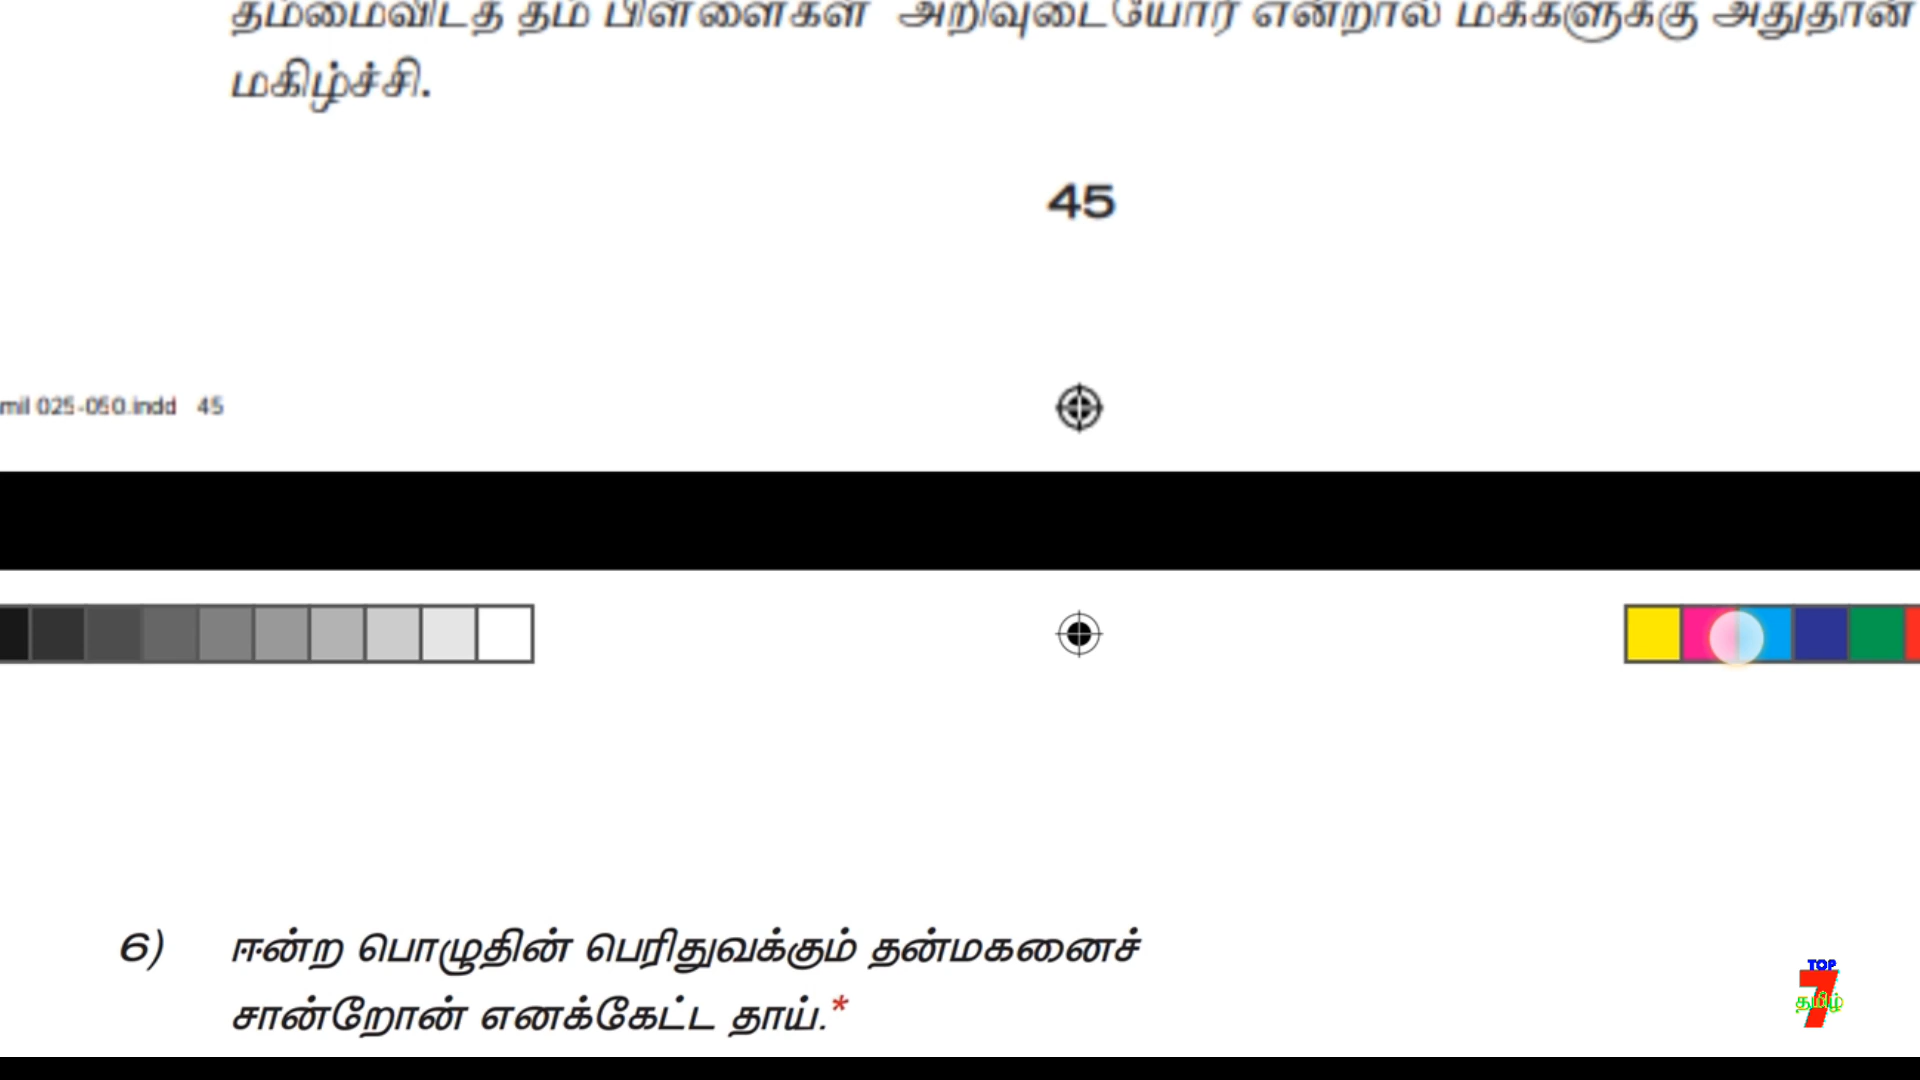 தம்மைவிடத் தம் பிள்ளைகள் அறிவுடையோர் என்றால் மக்களுக்கு அதுதான்
மகிழ்ச்சி.
45
mil 025-050.indd 45
6) ஈன்ற பொழுதின் பெரிதுவக்கும் தன்மகனைச்
சான்றோன் எனக்கேட்ட தாய்.*
TOP
7
தமிழ்